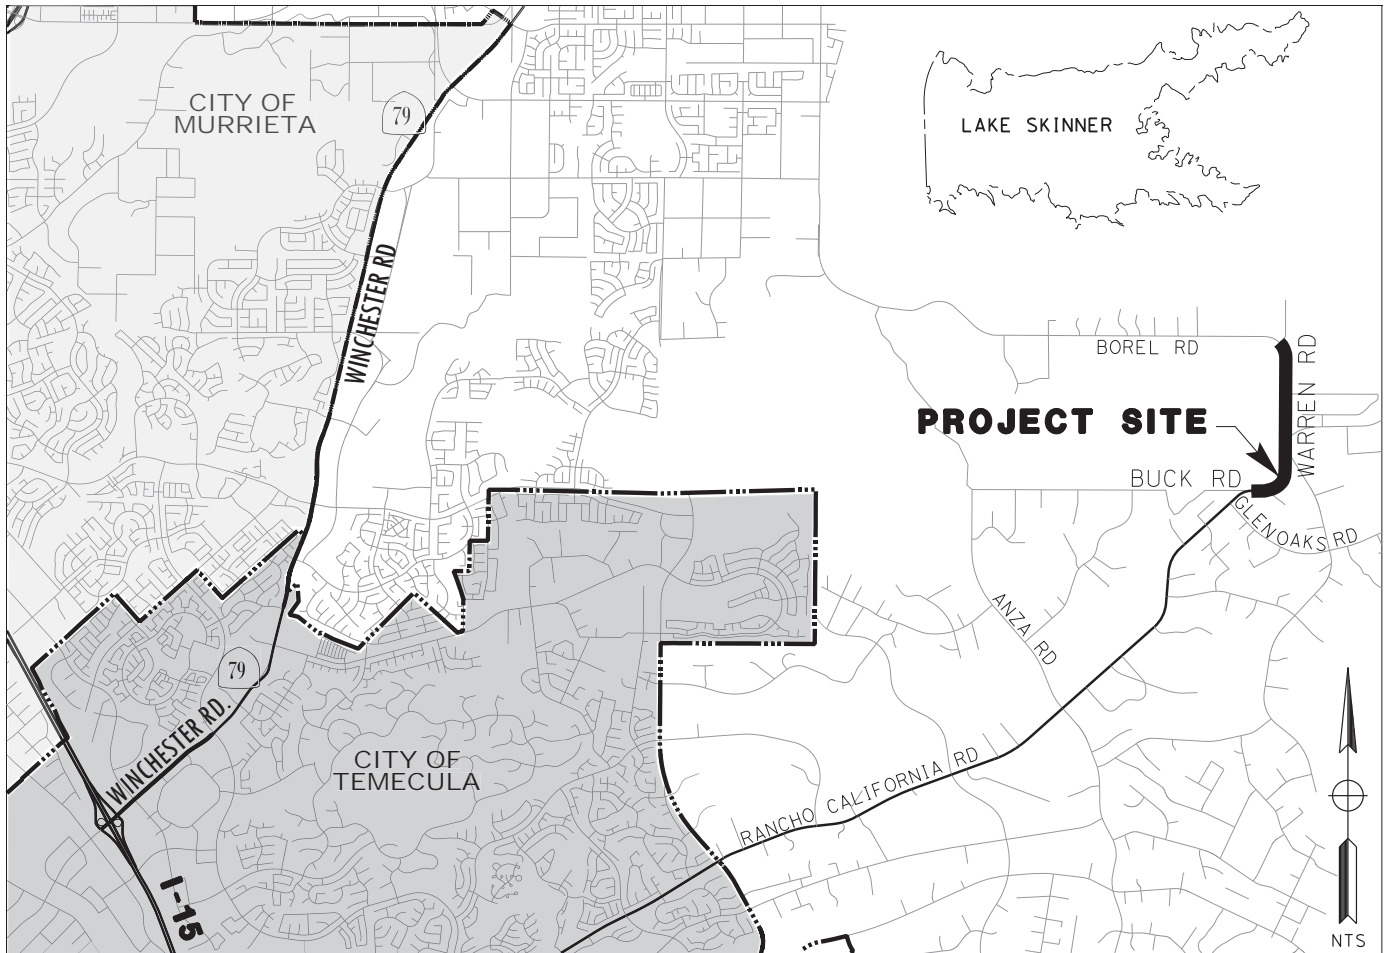 CITY OF
MURRIETA
79
LAKE SKINNER
WINCHESTER RD
BOREL RD
WARREN RD
PROJECT SITE
BUCK RD
GLENOAKS RD
ANZA RD
79
WINCHESTER RD.
CITY OF
TEMECULA
RANCHO CALIFORNIA RD
I-15
NTS